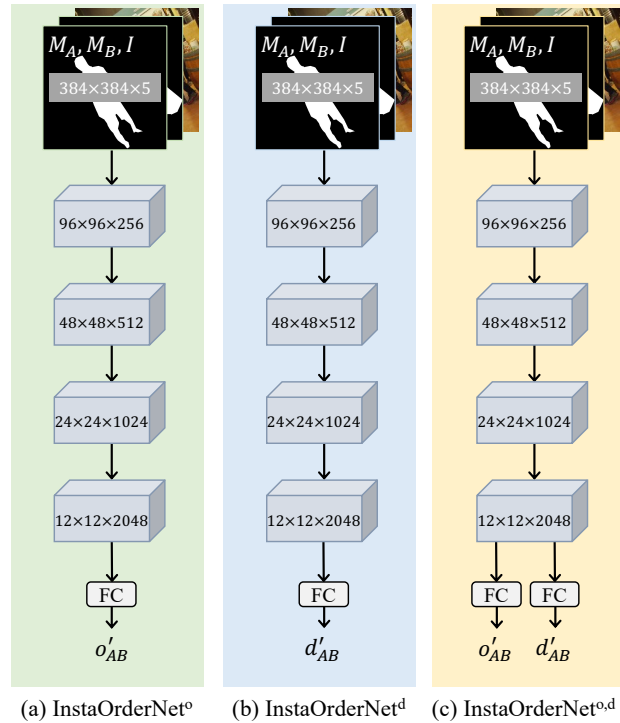 M_A, M_B, I
384×384×5
96×96×256
48×48×512
24×24×1024
12×12×2048
FC
o′_AB
(a) InstaOrderNet^o
M_A, M_B, I
384×384×5
96×96×256
48×48×512
24×24×1024
12×12×2048
FC
d′_AB
(b) InstaOrderNet^d
M_A, M_B, I
384×384×5
96×96×256
48×48×512
24×24×1024
12×12×2048
FC FC
o′_AB d′_AB
(c) InstaOrderNet^o,d